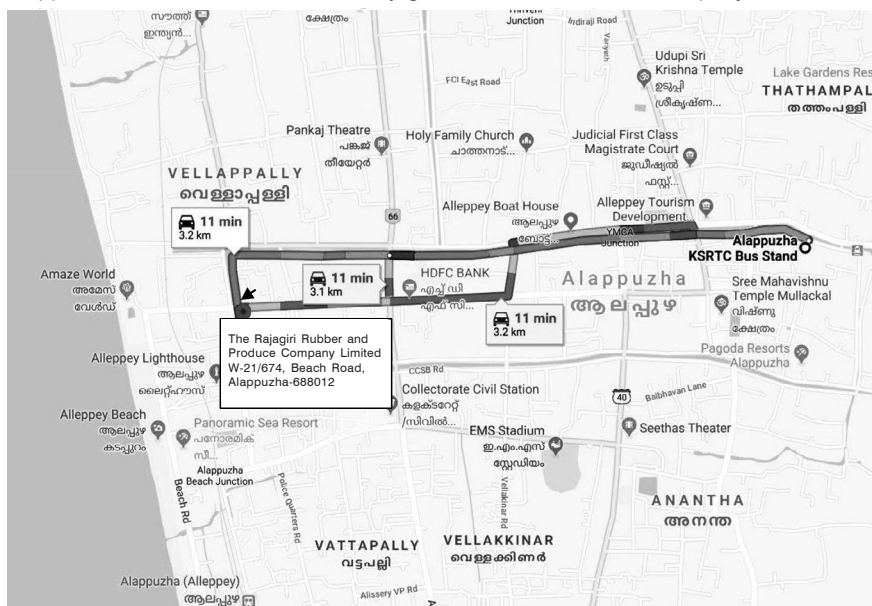 സൗത്ത്
ഇന്ത്യൻ...
ക്ഷേത്രം
Junction
Indiraji Road
Udupi Sri
Krishna Temple
ഉടുപ്പി
ശ്രീകൃഷ്ണ...
Lake Gardens Res
THATHAMPAL
തത്തംപള്ളി
FCI East Road
Pankaj Theatre
പങ്കജ്
തീയേറ്റർ
Holy Family Church
ചാത്തനാട്...
Judicial First Class
Magistrate Court
ജുഡീഷ്യൽ
ഫസ്റ്റ്...
VELLAPPALLY
വെള്ളാപ്പള്ളി
66
Alleppey Boat House
ആലപ്പുഴ
ബോട്ട്...
Alleppey Tourism
Development
YMCA
Junction
Alappuzha
KSRTC Bus Stand
11 min
3.2 km
11 min
3.1 km
HDFC BANK
എച്ച് ഡി
എഫ് സി...
11 min
3.2 km
Alappuzha
ആലപ്പുഴ
Amaze World
അമേസ്
വേൾഡ്
Sree Mahavishnu
Temple Mullackal
വിഷ്ണു
ക്ഷേത്രം
The Rajagiri Rubber and
Produce Company Limited
W-21/674, Beach Road,
Alappuzha-688012
Alleppey Lighthouse
ആലപ്പുഴ
ലൈറ്റ്ഹൗസ്
Pagoda Resorts
Alappuzha
CCSB Rd
Collectorate Civil Station
കളക്ടറേറ്റ്
/സിവിൽ...
40
Balbhavan Lane
Alleppey Beach
ആലപ്പുഴ
കടപ്പുറം
Panoramic Sea Resort
പനോരമിക്
സീ...
EMS Stadium
ഇ.എം.എസ്
സ്റ്റേഡിയം
Seethas Theater
Alappuzha
Beach Junction
Beach Rd
Police Quarters Rd
Vellakinar Rd
ANANTHA
അനന്ത
VATTAPALLY
വട്ടപ്പല്ലി
VELLAKKINAR
വെള്ളക്കിണർ
Alappuzha (Alleppey)
ആലപ്പുഴ
Alissery VP Rd